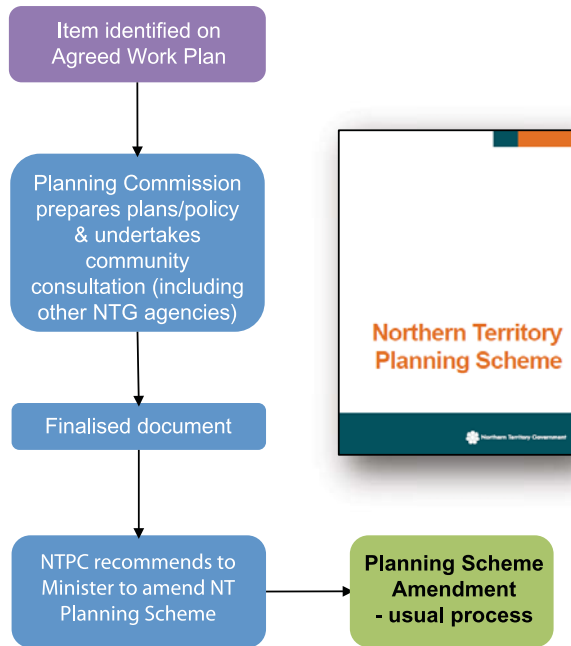 Item identified on
Agreed Work Plan
Planning Commission
prepares plans/policy
& undertakes
community
consultation (including
other NTG agencies)
Northern Territory
Planning Scheme
Finalised document
Northern Territory Government
NTPC recommends to
Minister to amend NT
Planning Scheme
Planning Scheme
Amendment
- usual process